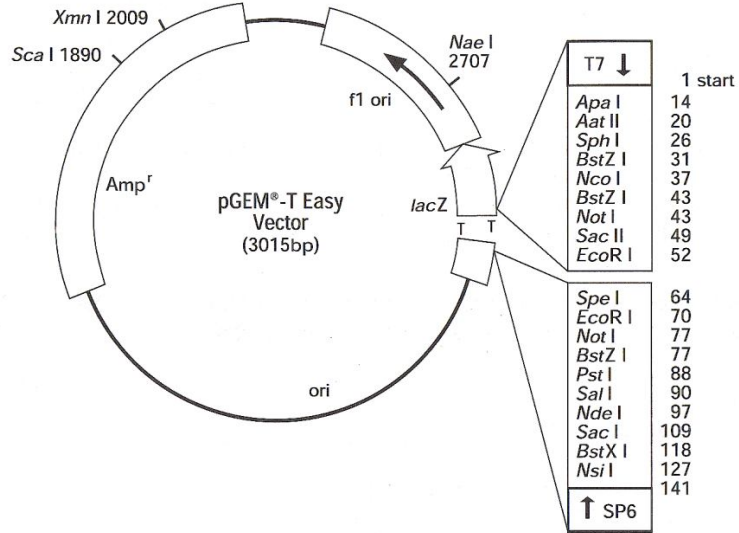 Xmn I 2009
Sca I 1890
Nae I
2707
f1 ori
Ampʳ
pGEM®-T Easy
Vector
(3015bp)
lacZ
T T
ori
T7 ↓
1 start
Apa I 14
Aat II 20
Sph I 26
BstZ I 31
Nco I 37
BstZ I 43
Not I 43
Sac II 49
EcoR I 52
Spe I 64
EcoR I 70
Not I 77
BstZ I 77
Pst I 88
Sal I 90
Nde I 97
Sac I 109
BstX I 118
Nsi I 127
141
↑ SP6